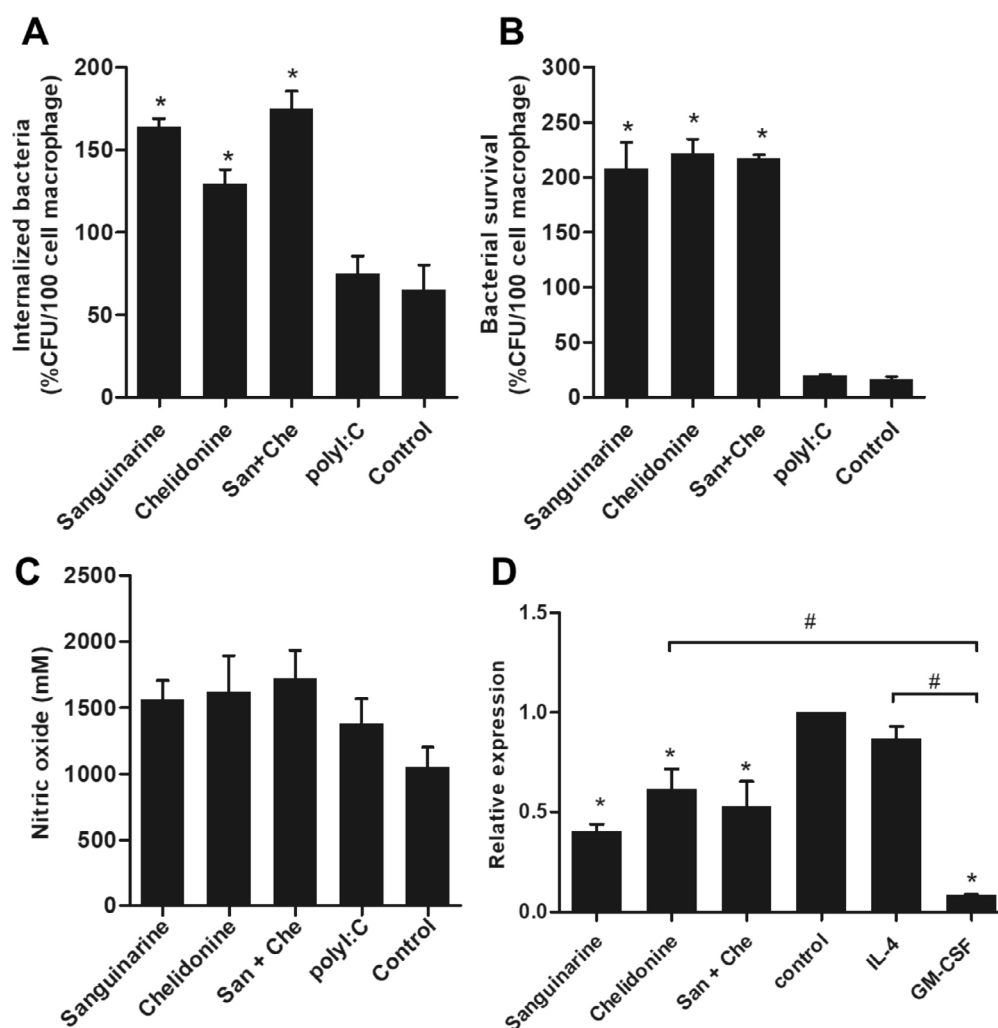 A
Internalized bacteria
(%CFU/100 cell macrophage)
200
150
100
50
0
*
*
*
Sanguinarine
Chelidonine
San+Che
polyI:C
Control
B
Bacterial survival
(%CFU/100 cell macrophage)
300
250
200
150
100
50
0
*
*
*
Sanguinarine
Chelidonine
San+Che
polyI:C
Control
C
Nitric oxide (mM)
2500
2000
1500
1000
500
0
Sanguinarine
Chelidonine
San + Che
polyI:C
Control
D
Relative expression
1.5
1.0
0.5
0.0
#
#
*
*
*
*
Sanguinarine
Chelidonine
San + Che
control
IL-4
GM-CSF